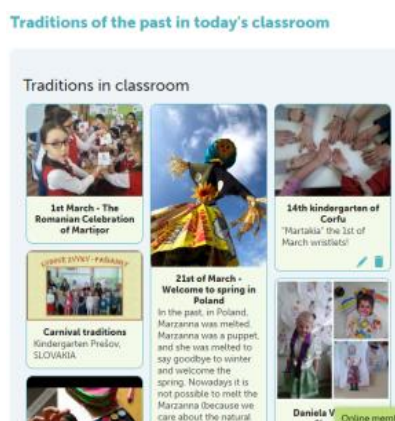 Traditions of the past in today's classroom
Traditions in classroom
1st March - The
Romanian Celebration
of Martișor
Carnival traditions
Kindergarten Prešov,
SLOVAKIA
21st of March -
Welcome to spring in
Poland
In the past, in Poland,
Marzanna was melted.
Marzanna was a puppet,
and she was melted to
say goodbye to winter
and welcome the
spring. Nowadays it is
not possible to melt the
Marzanna (because we
care about the natural
14th kindergarten of
Corfu
"Martakia" the 1st of
March wristlets!
Daniela V
Online mem